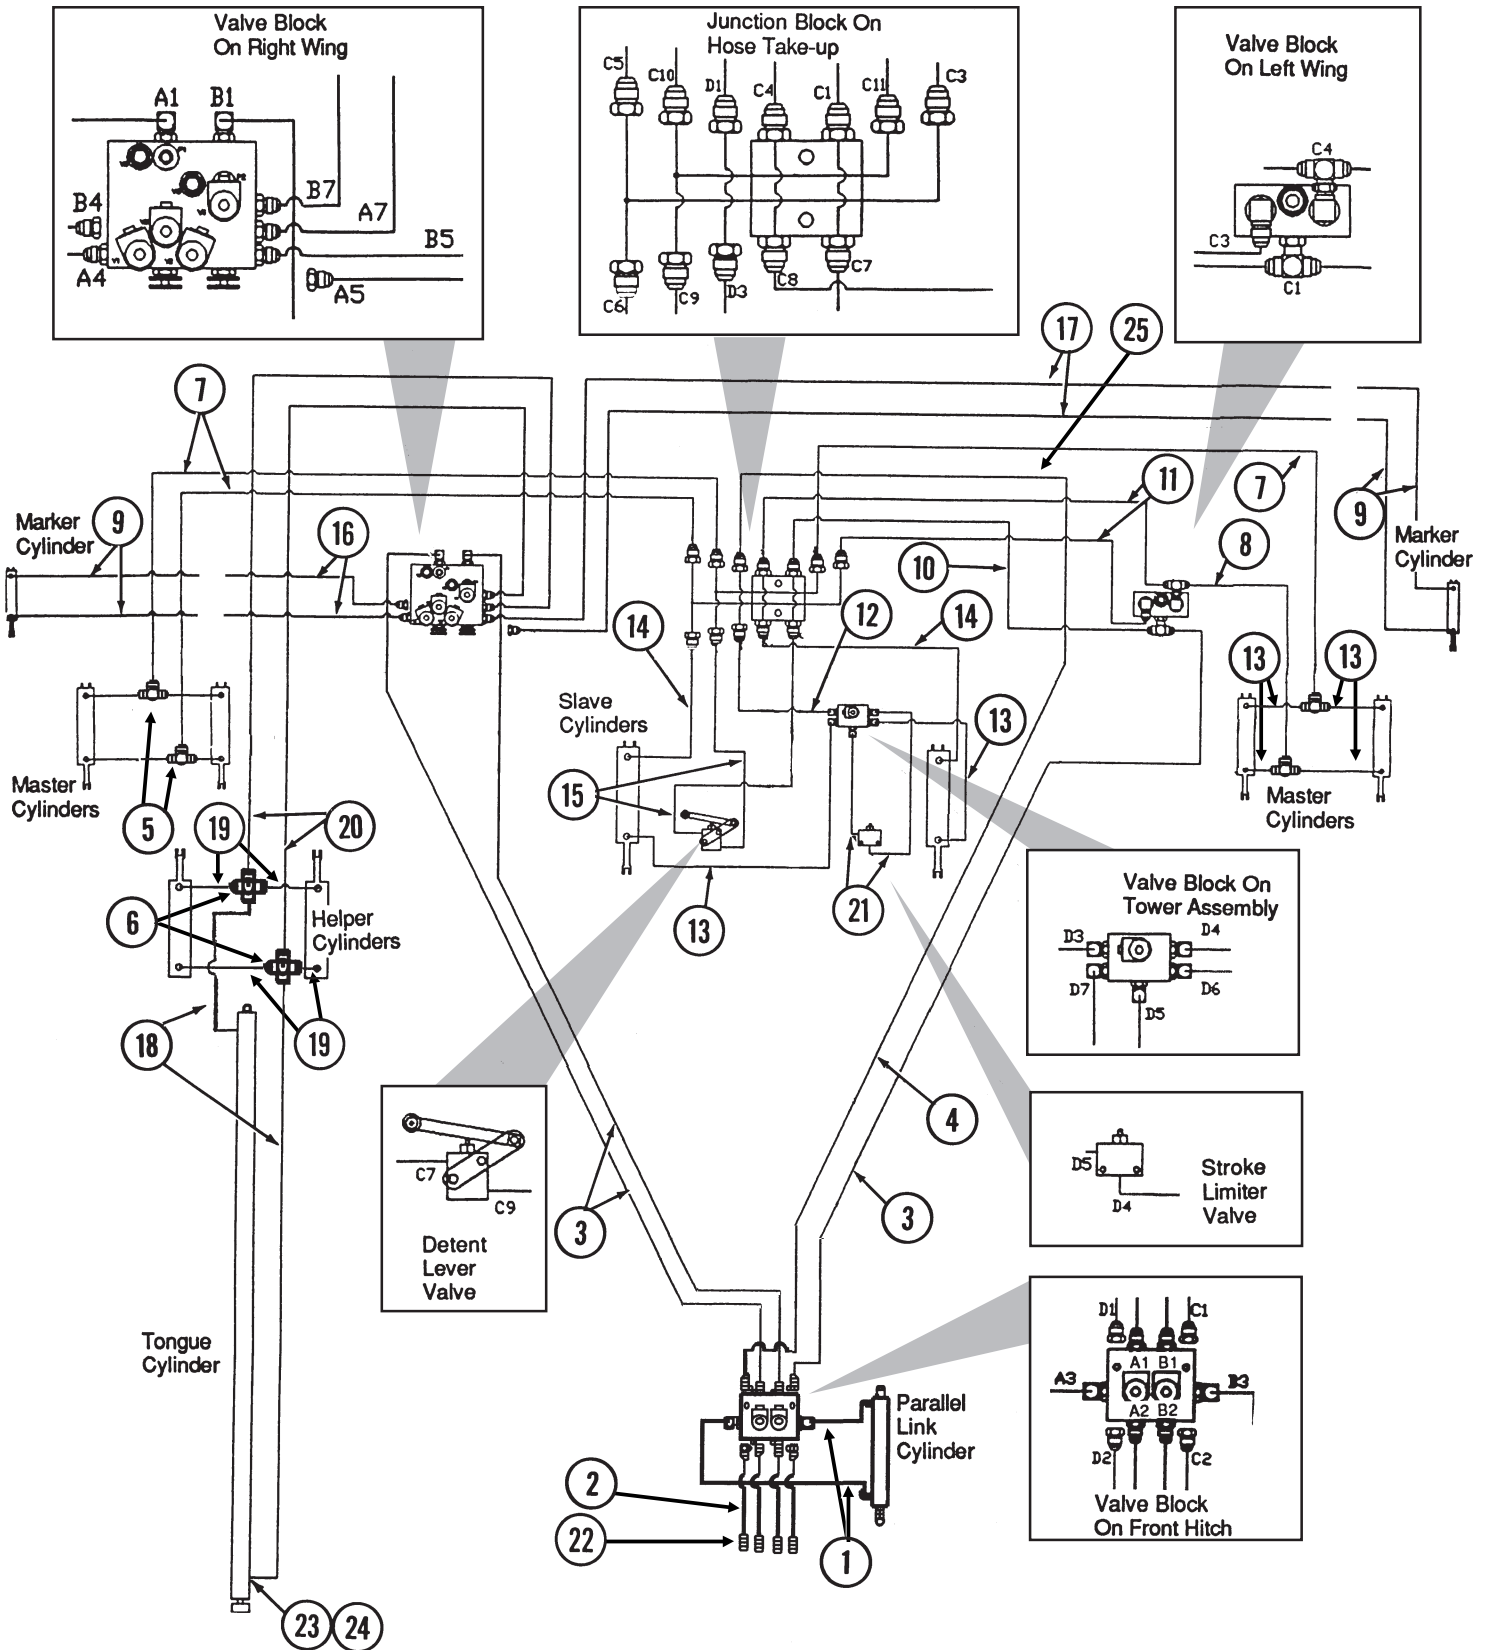 Valve Block
On Right Wing
A1
B1
B7
A7
B4
A4
B5
A5
Junction Block On
Hose Take-up
C5
C10
D1
C4
C1
C11
C3
C6
C9
D3
C8
C7
Valve Block
On Left Wing
C4
C3
C1
17
25
7
11
7
9
Marker
Cylinder
9
16
8
Marker
Cylinder
10
12
14
14
13
13
Slave
Cylinders
13
15
Master
Cylinders
5
19
20
Master
Cylinders
6
Helper
Cylinders
13
21
Valve Block On
Tower Assembly
D3
D4
D7
D6
D5
18
19
4
C7
C9
Detent
Lever
Valve
3
3
D5
D4
Stroke
Limiter
Valve
Tongue
Cylinder
Parallel
Link
Cylinder
D1
C1
A1
B1
A3
B3
A2
B2
D2
C2
Valve Block
On Front Hitch
2
22
1
23
24